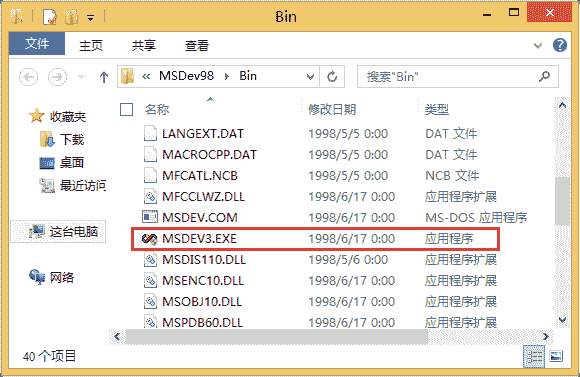 Bin
文件 主页 共享 查看
« MSDev98 › Bin 搜索"Bin"
收藏夹
下载
桌面
最近访问
这台电脑
网络
名称 修改日期 类型
LANGEXT.DAT 1998/5/5 0:00 DAT 文件
MACROCPP.DAT 1998/5/5 0:00 DAT 文件
MFCATL.NCB 1998/5/5 0:00 NCB 文件
MFCCLWZ.DLL 1998/6/17 0:00 应用程序扩展
MSDEV.COM 1998/6/17 0:00 MS-DOS 应用程序
MSDEV3.EXE 1998/6/17 0:00 应用程序
MSDIS110.DLL 1998/5/6 0:00 应用程序扩展
MSENC10.DLL 1998/6/17 0:00 应用程序扩展
MSOBJ10.DLL 1998/6/17 0:00 应用程序扩展
MSPDB60.DLL 1998/6/17 0:00 应用程序扩展
40 个项目